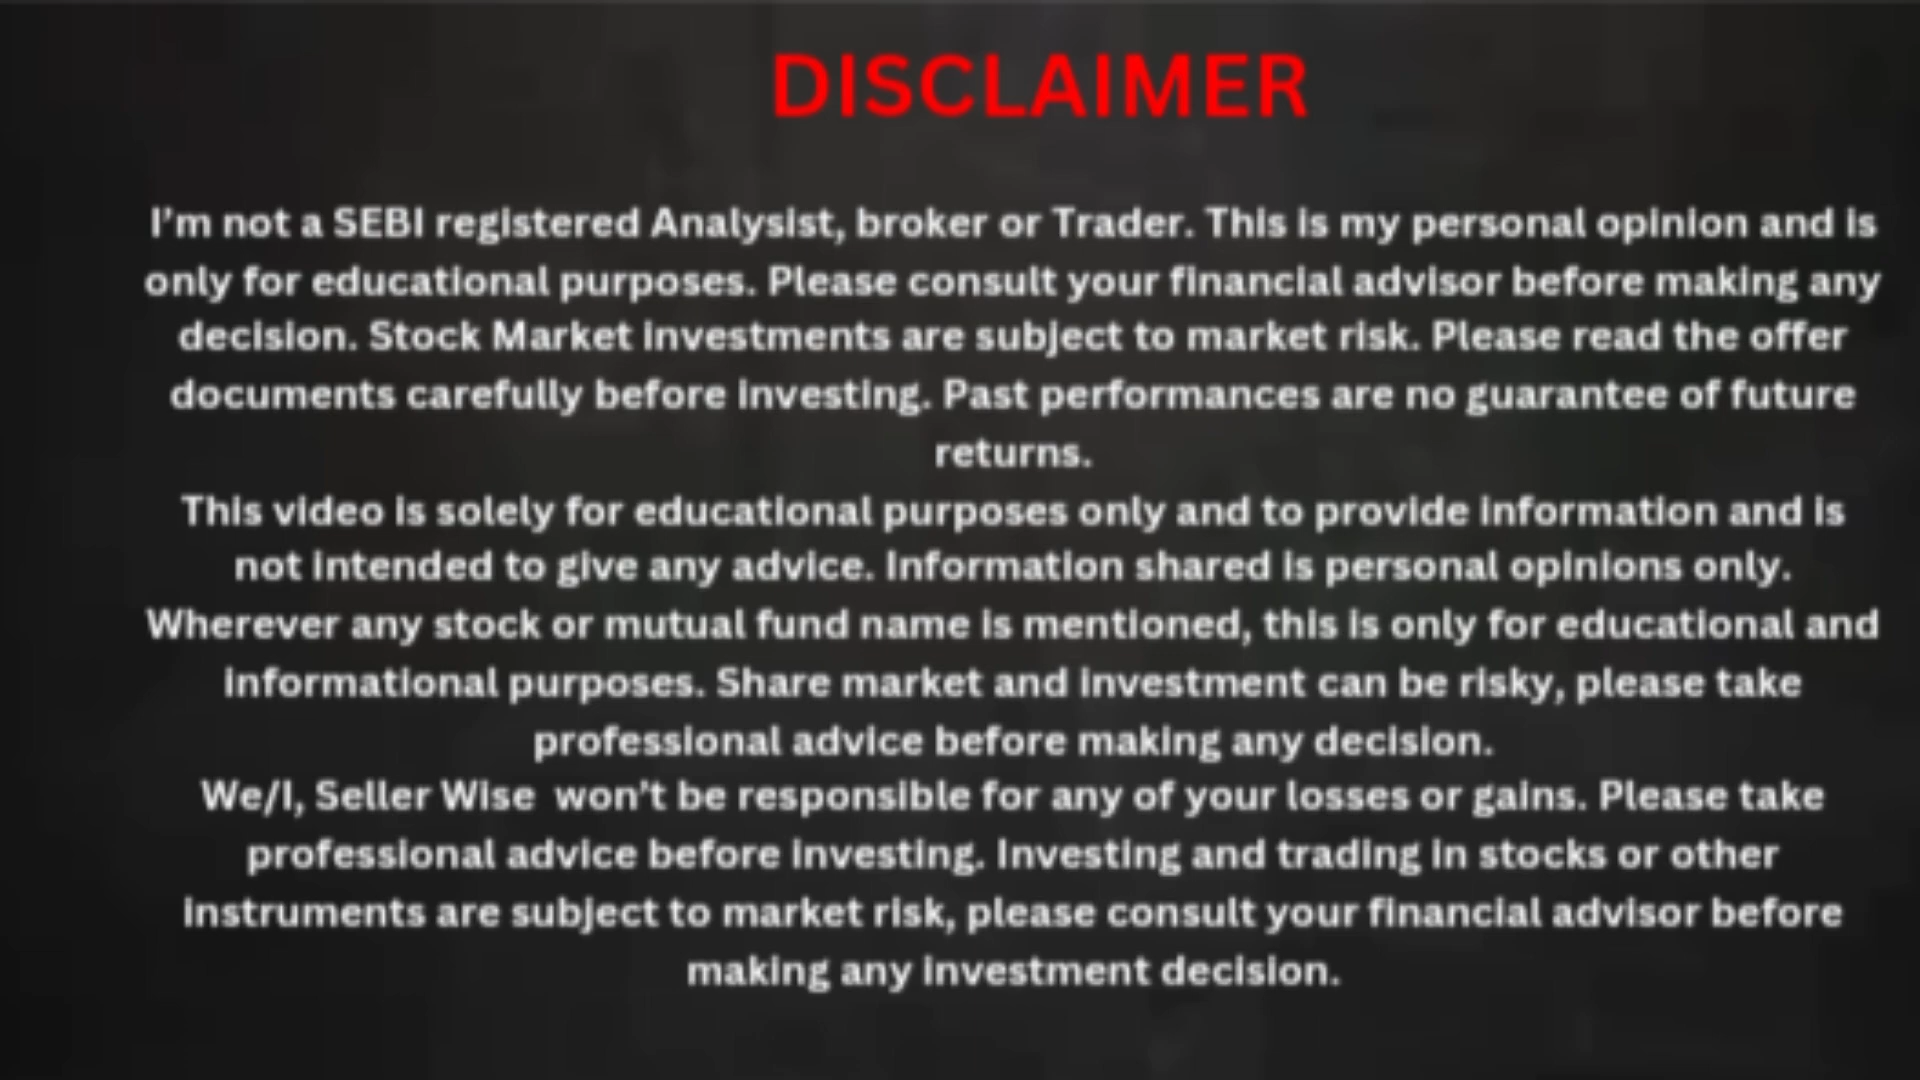 DISCLAIMER
I'm not a SEBI registered Analysist, broker or Trader. This is my personal opinion and is
only for educational purposes. Please consult your financial advisor before making any
decision. Stock Market investments are subject to market risk. Please read the offer
documents carefully before investing. Past performances are no guarantee of future
returns.
This video is solely for educational purposes only and to provide information and is
not intended to give any advice. Information shared is personal opinions only.
Wherever any stock or mutual fund name is mentioned, this is only for educational and
informational purposes. Share market and investment can be risky, please take
professional advice before making any decision.
We/I, Seller Wise won't be responsible for any of your losses or gains. Please take
professional advice before investing. Investing and trading in stocks or other
instruments are subject to market risk, please consult your financial advisor before
making any investment decision.